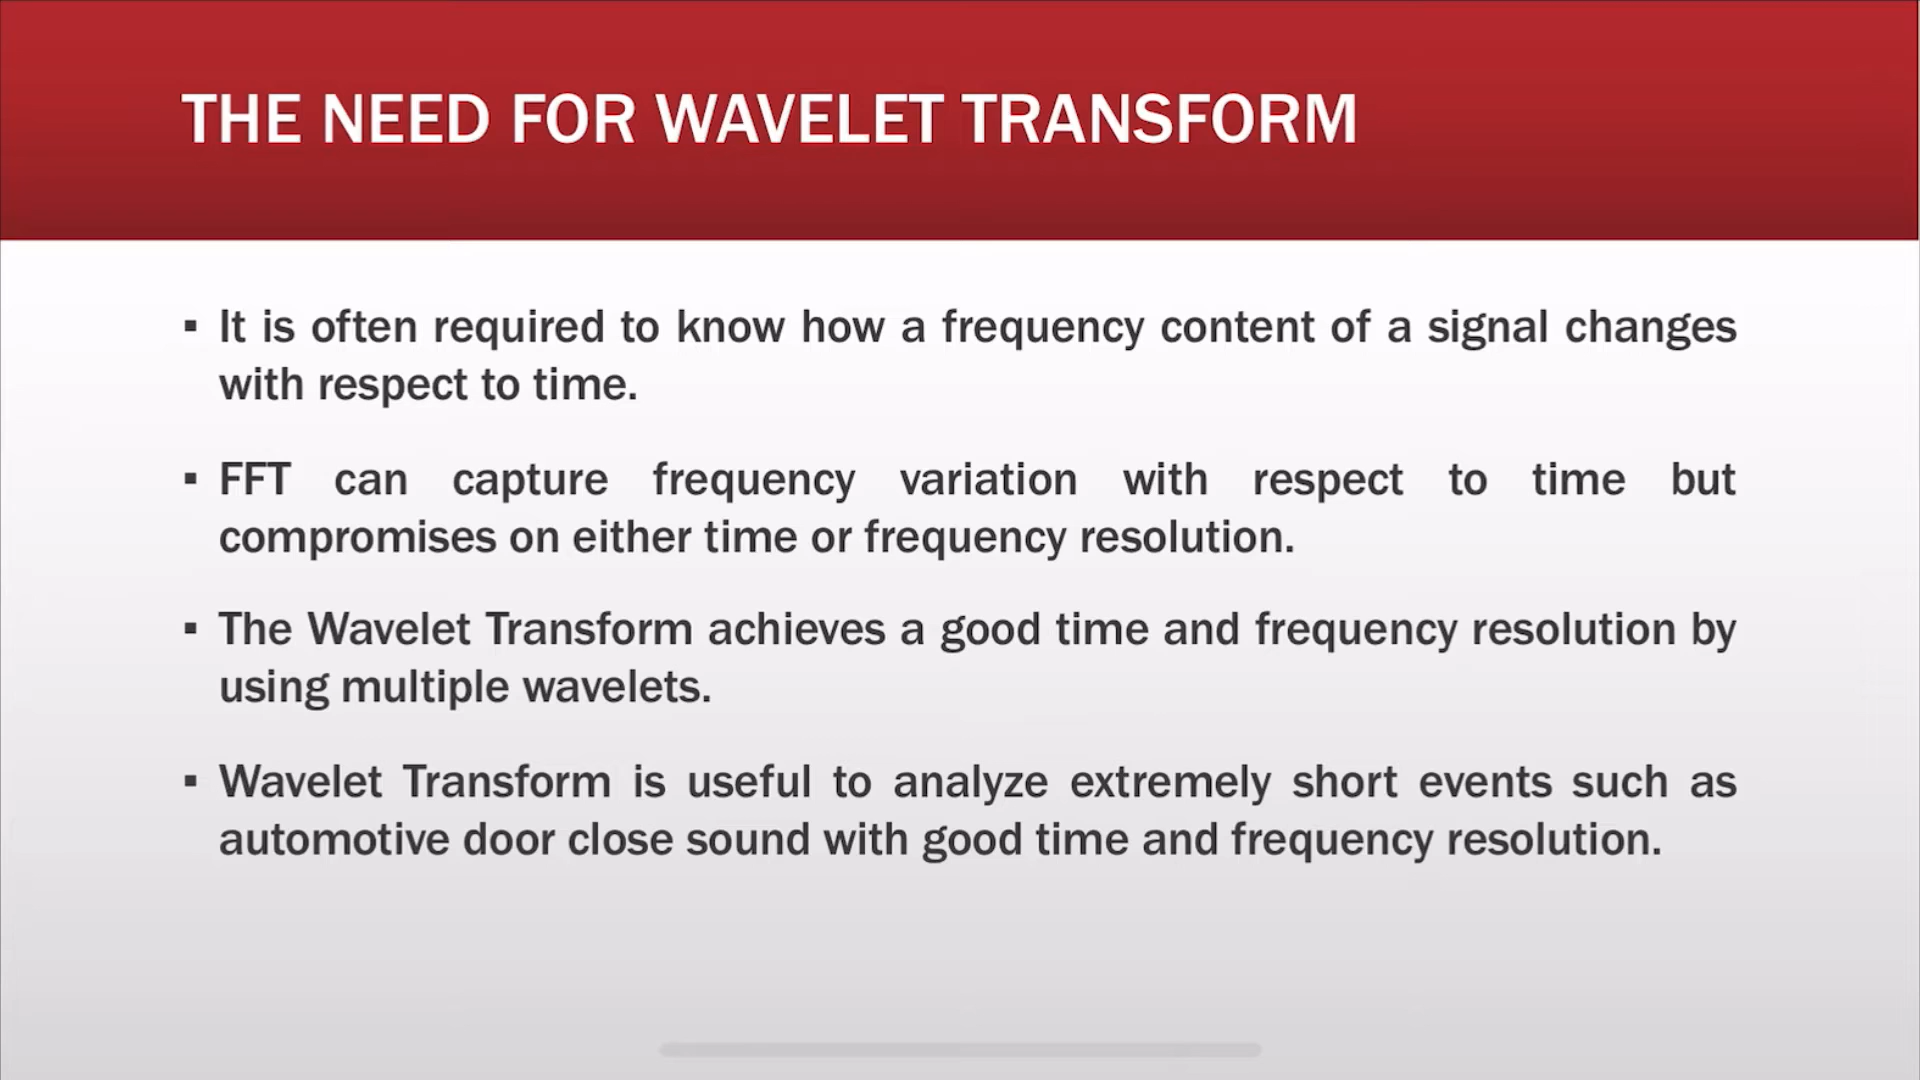 THE NEED FOR WAVELET TRANSFORM
▪ It is often required to know how a frequency content of a signal changes
with respect to time.
▪ FFT can capture frequency variation with respect to time but
compromises on either time or frequency resolution.
▪ The Wavelet Transform achieves a good time and frequency resolution by
using multiple wavelets.
▪ Wavelet Transform is useful to analyze extremely short events such as
automotive door close sound with good time and frequency resolution.